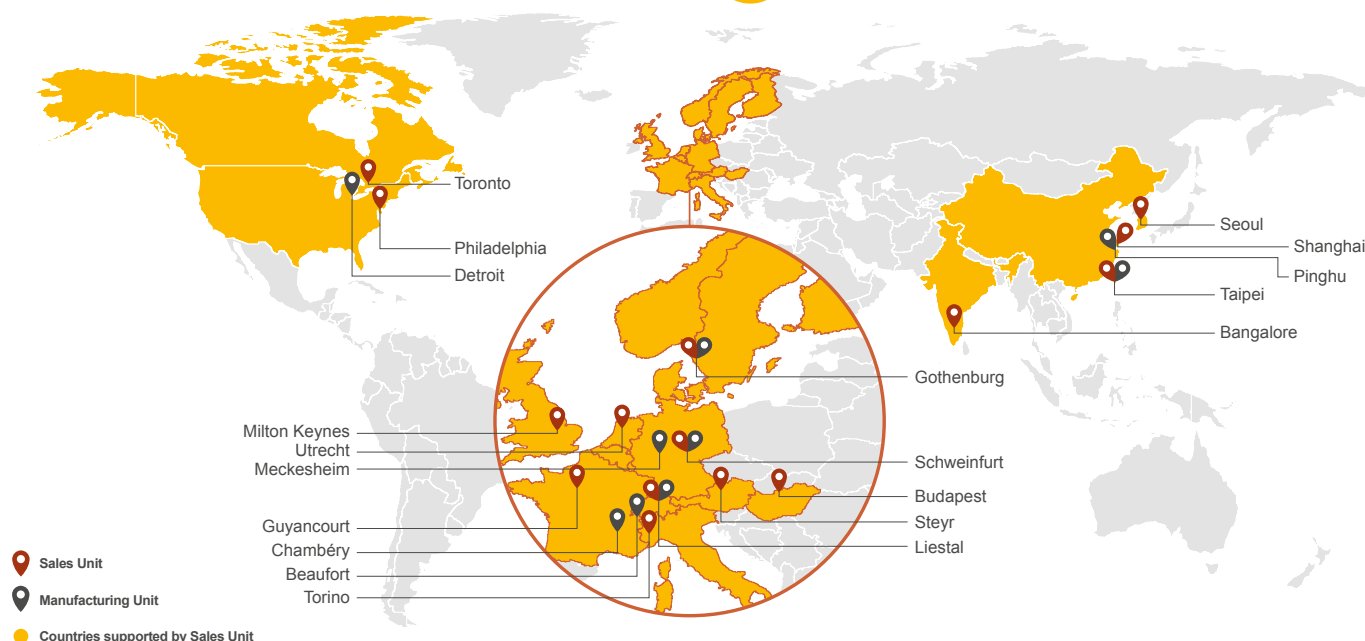 Toronto
Philadelphia
Detroit
Seoul
Shanghai
Pinghu
Taipei
Bangalore
Gothenburg
Milton Keynes
Utrecht
Meckesheim
Schweinfurt
Budapest
Steyr
Liestal
Guyancourt
Chambéry
Beaufort
Torino
Sales Unit
Manufacturing Unit
Countries supported by Sales Unit